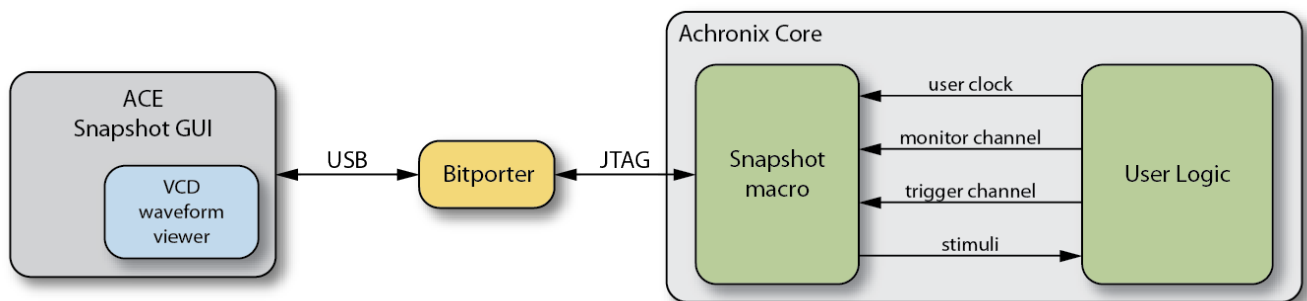 Achronix Core
ACE
Snapshot GUI
VCD
waveform
viewer
USB
Bitporter
JTAG
Snapshot
macro
user clock
monitor channel
trigger channel
stimuli
User Logic